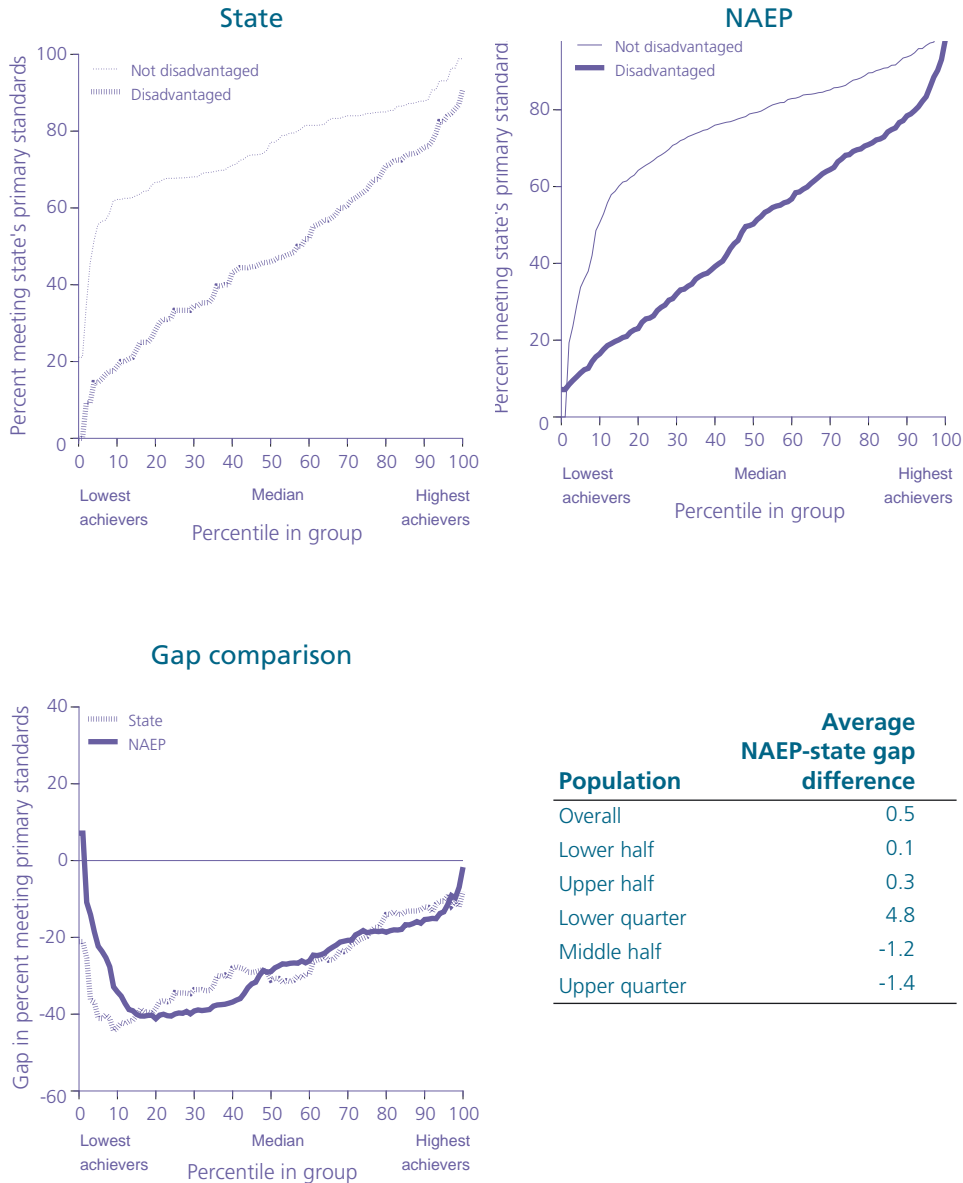 State
Percent meeting state's primary standards
100
80
60
40
20
0
Not disadvantaged
Disadvantaged
0 10 20 30 40 50 60 70 80 90 100
Lowest achievers
Median
Highest achievers
Percentile in group
NAEP
Percent meeting state's primary standard
80
60
40
20
0
Not disadvantaged
Disadvantaged
0 10 20 30 40 50 60 70 80 90 100
Lowest achievers
Median
Highest achievers
Percentile in group
Gap comparison
Gap in percent meeting primary standards
40
20
0
-20
-40
-60
State
NAEP
0 10 20 30 40 50 60 70 80 90 100
Lowest achievers
Median
Highest achievers
Percentile in group
Average
NAEP-state gap
Population difference
Overall 0.5
Lower half 0.1
Upper half 0.3
Lower quarter 4.8
Middle half -1.2
Upper quarter -1.4